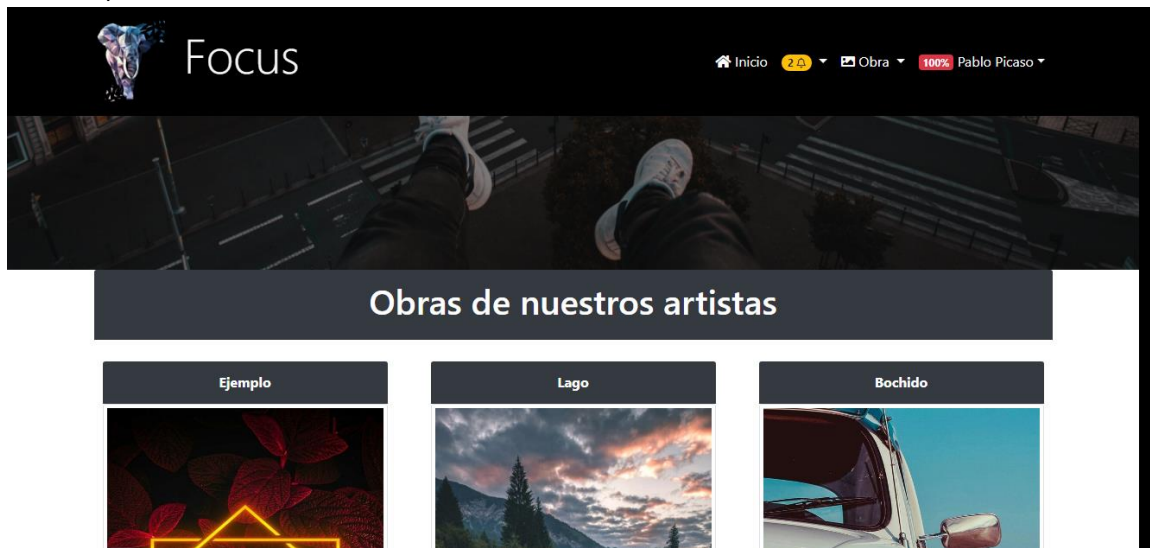 Focus
Inicio 2 Obra 100% Pablo Picaso
Obras de nuestros artistas
Ejemplo Lago Bochido